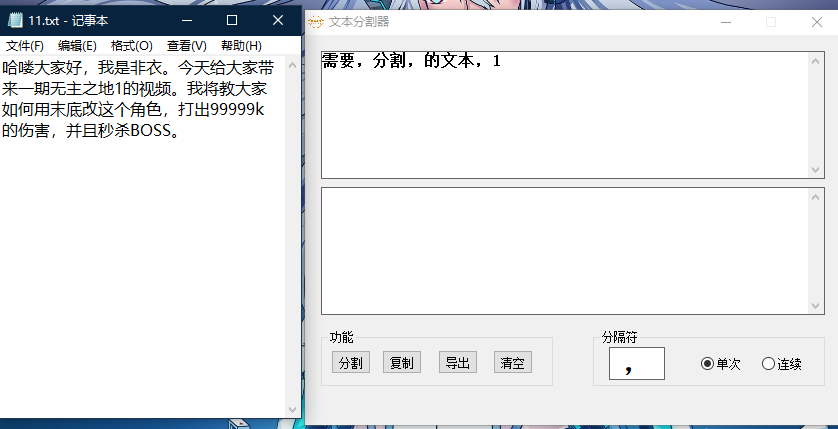 11.txt - 记事本
文件(F) 编辑(E) 格式(O) 查看(V) 帮助(H)
哈喽大家好，我是非衣。今天给大家带
来一期无主之地1的视频。我将教大家
如何用末底改这个角色，打出99999k
的伤害，并且秒杀BOSS。
文本分割器
需要，分割，的文本，1
功能
分割 复制 导出 清空
分隔符
，
单次 连续